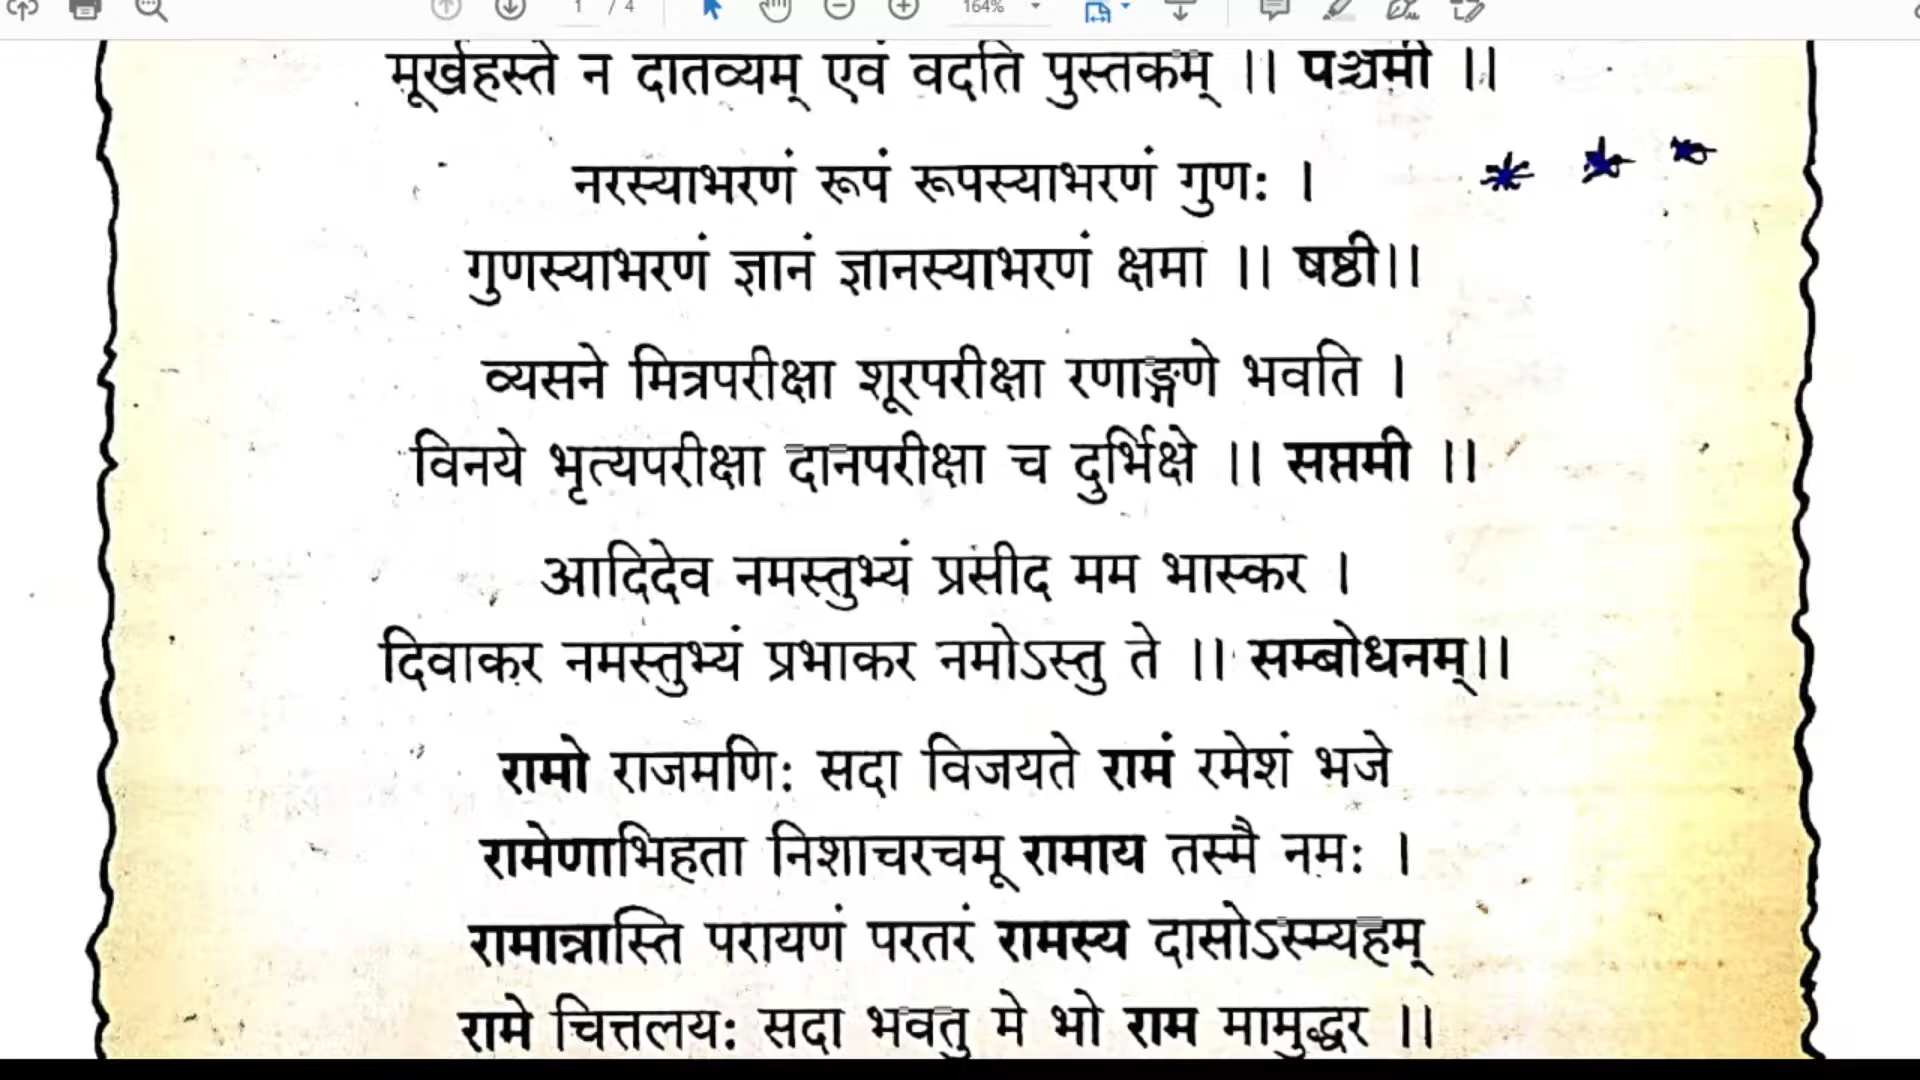 1 / 4 164%
मूर्खहस्ते न दातव्यम् एवं वदति पुस्तकम् ।। पञ्चमी ।।
नरस्याभरणं रूपं रूपस्याभरणं गुणः ।
गुणस्याभरणं ज्ञानं ज्ञानस्याभरणं क्षमा ।। षष्ठी।।
व्यसने मित्रपरीक्षा शूरपरीक्षा रणाङ्गणे भवति ।
विनये भृत्यपरीक्षा दानपरीक्षा च दुर्भिक्षे ।। सप्तमी ।।
आदिदेव नमस्तुभ्यं प्रसीद मम भास्कर ।
दिवाकर नमस्तुभ्यं प्रभाकर नमोऽस्तु ते ।। सम्बोधनम्।।
रामो राजमणिः सदा विजयते रामं रमेशं भजे
रामेणाभिहता निशाचरचमू रामाय तस्मै नमः ।
रामान्नास्ति परायणं परतरं रामस्य दासोऽस्म्यहम्
रामे चित्तलयः सदा भवतु मे भो राम मामुद्धर ।।